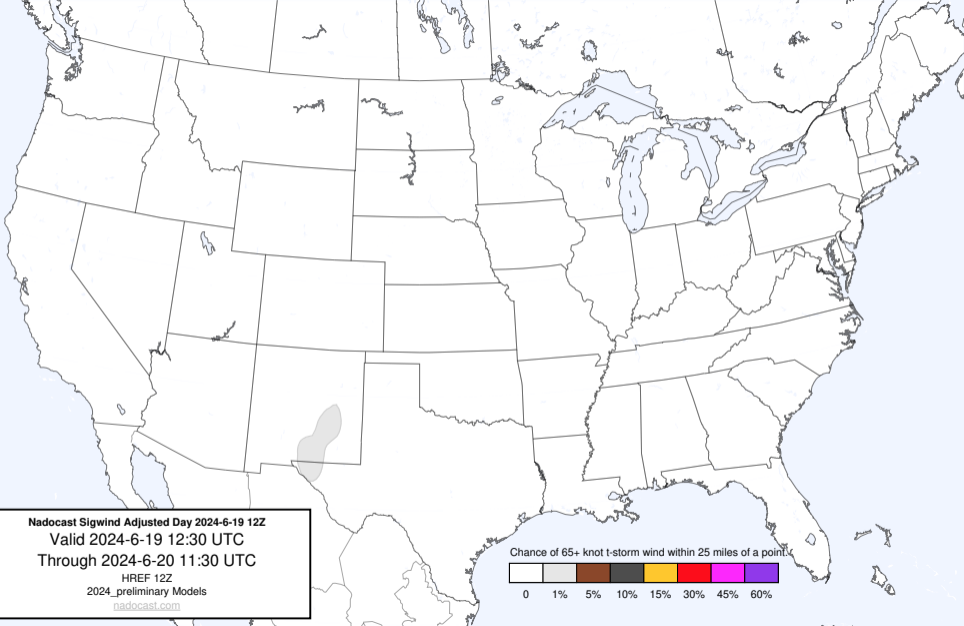 Nadocast Sigwind Adjusted Day 2024-6-19 12Z
Valid 2024-6-19 12:30 UTC
Through 2024-6-20 11:30 UTC
HREF 12Z
2024_preliminary Models
nadocast.com
Chance of 65+ knot t-storm wind within 25 miles of a point.
0 1% 5% 10% 15% 30% 45% 60%